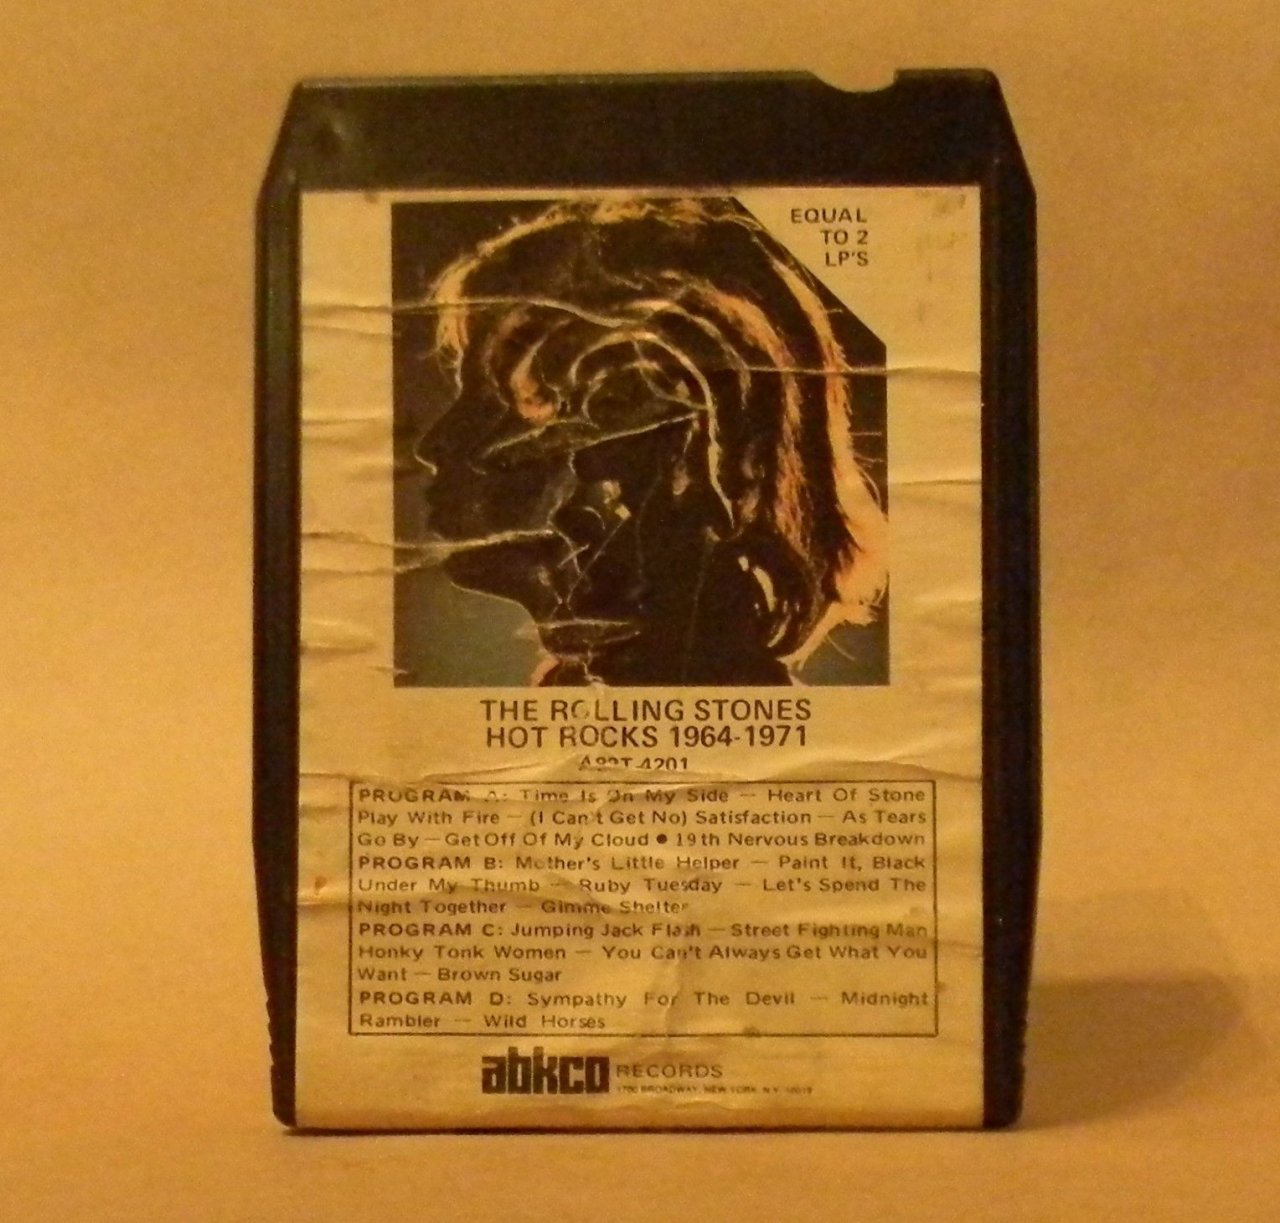 EQUAL
TO 2
LP'S
THE ROLLING STONES
HOT ROCKS 1964-1971
PROGRAM A: Time Is On My Side — Heart Of Stone
Play With Fire — (I Can't Get No) Satisfaction — As Tears
Go By — Get Off Of My Cloud ● 19th Nervous Breakdown
PROGRAM B: Mother's Little Helper — Paint It, Black
Under My Thumb — Ruby Tuesday — Let's Spend The
Night Together — Gimme Shelter
PROGRAM C: Jumping Jack Flash — Street Fighting Man
Honky Tonk Women — You Can't Always Get What You
Want — Brown Sugar
PROGRAM D: Sympathy For The Devil — Midnight
Rambler — Wild Horses
abkco RECORDS
BROADWAY, NEW YORK, N.Y.